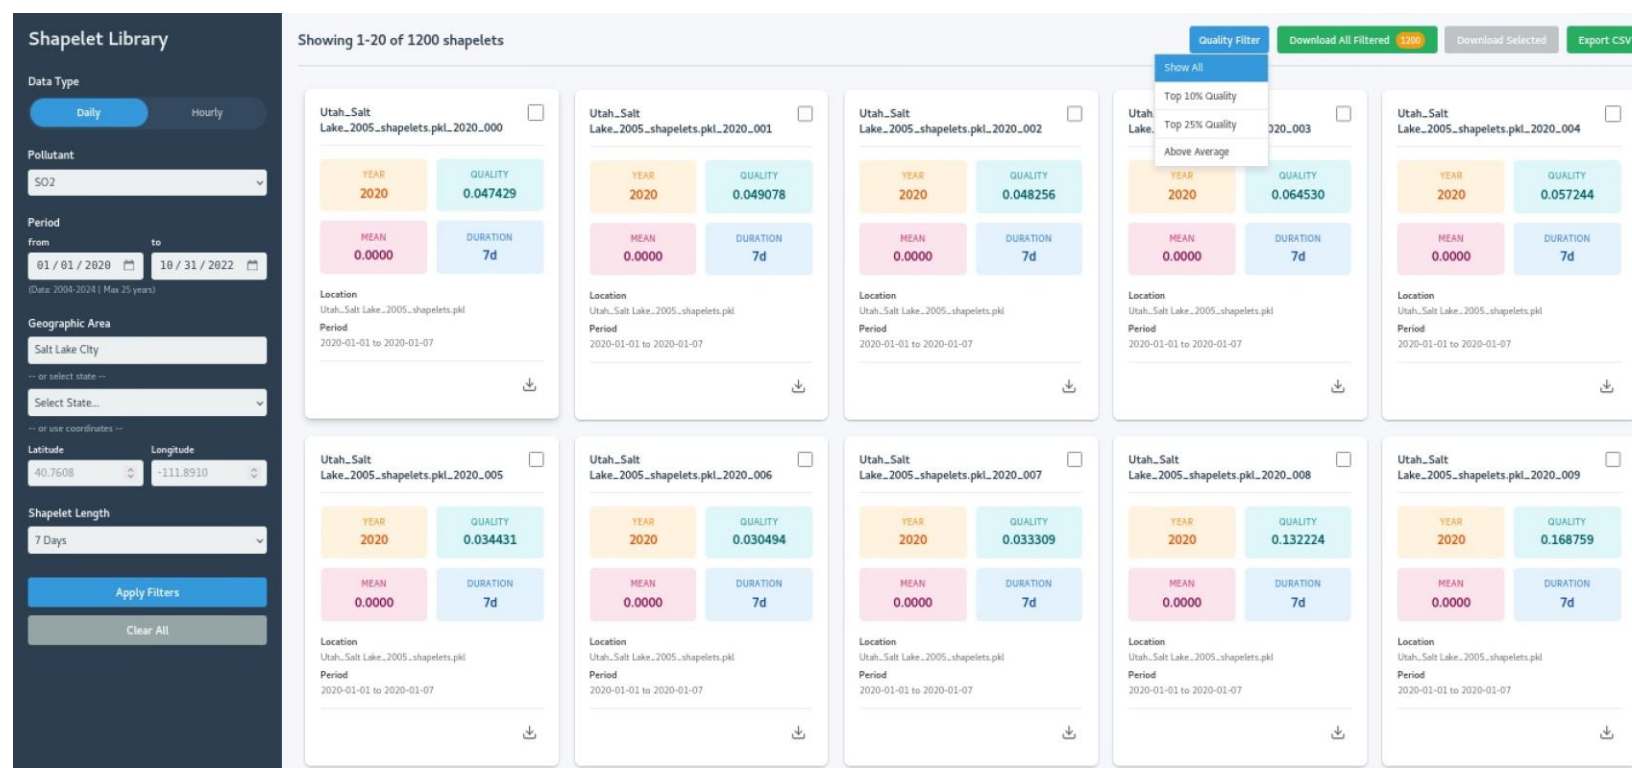 Shapelet Library
Data Type
Daily Hourly
Pollutant
SO2
Period
from to
01/01/2020 10/31/2022
(Data: 2004-2024 | Max 25 years)
Geographic Area
Salt Lake CIty
-- or select state --
Select State...
-- or use coordinates --
Latitude Longitude
40.7608 -111.8910
Shapelet Length
7 Days
Apply Filters
Clear All
Showing 1-20 of 1200 shapelets
Quality Filter Download All Filtered 1200 Download Selected Export CSV
Show All
Top 10% Quality
Top 25% Quality
Above Average
Utah_Salt
Lake_2005_shapelets.pkl_2020_000
YEAR QUALITY
2020 0.047429
MEAN DURATION
0.0000 7d
Location
Utah_Salt Lake_2005_shapelets.pkl
Period
2020-01-01 to 2020-01-07
Utah_Salt
Lake_2005_shapelets.pkl_2020_001
YEAR QUALITY
2020 0.049078
MEAN DURATION
0.0000 7d
Location
Utah_Salt Lake_2005_shapelets.pkl
Period
2020-01-01 to 2020-01-07
Utah_Salt
Lake_2005_shapelets.pkl_2020_002
YEAR QUALITY
2020 0.048256
MEAN DURATION
0.0000 7d
Location
Utah_Salt Lake_2005_shapelets.pkl
Period
2020-01-01 to 2020-01-07
Utah
Lake_ 020_003
YEAR QUALITY
2020 0.064530
MEAN DURATION
0.0000 7d
Location
Utah_Salt Lake_2005_shapelets.pkl
Period
2020-01-01 to 2020-01-07
Utah_Salt
Lake_2005_shapelets.pkl_2020_004
YEAR QUALITY
2020 0.057244
MEAN DURATION
0.0000 7d
Location
Utah_Salt Lake_2005_shapelets.pkl
Period
2020-01-01 to 2020-01-07
Utah_Salt
Lake_2005_shapelets.pkl_2020_005
YEAR QUALITY
2020 0.034431
MEAN DURATION
0.0000 7d
Location
Utah_Salt Lake_2005_shapelets.pkl
Period
2020-01-01 to 2020-01-07
Utah_Salt
Lake_2005_shapelets.pkl_2020_006
YEAR QUALITY
2020 0.030494
MEAN DURATION
0.0000 7d
Location
Utah_Salt Lake_2005_shapelets.pkl
Period
2020-01-01 to 2020-01-07
Utah_Salt
Lake_2005_shapelets.pkl_2020_007
YEAR QUALITY
2020 0.033309
MEAN DURATION
0.0000 7d
Location
Utah_Salt Lake_2005_shapelets.pkl
Period
2020-01-01 to 2020-01-07
Utah_Salt
Lake_2005_shapelets.pkl_2020_008
YEAR QUALITY
2020 0.132224
MEAN DURATION
0.0000 7d
Location
Utah_Salt Lake_2005_shapelets.pkl
Period
2020-01-01 to 2020-01-07
Utah_Salt
Lake_2005_shapelets.pkl_2020_009
YEAR QUALITY
2020 0.168759
MEAN DURATION
0.0000 7d
Location
Utah_Salt Lake_2005_shapelets.pkl
Period
2020-01-01 to 2020-01-07